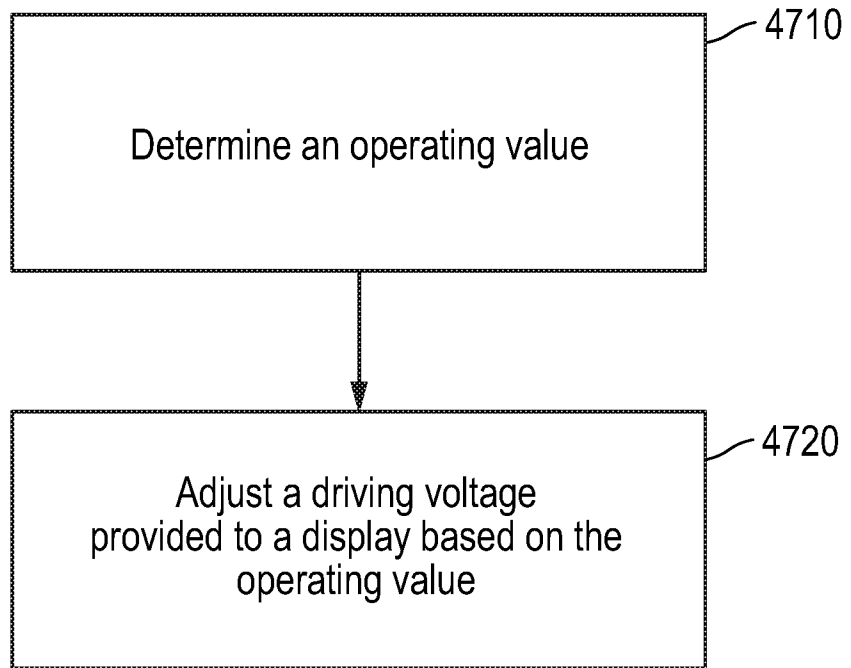 4710
Determine an operating value
4720
Adjust a driving voltage
provided to a display based on the
operating value